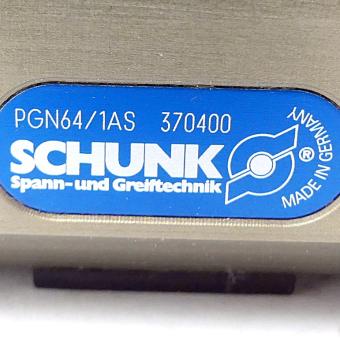 PGN64/1AS 370400
SCHUNK ®
Spann-und Greiftechnik
MADE IN GERMANY